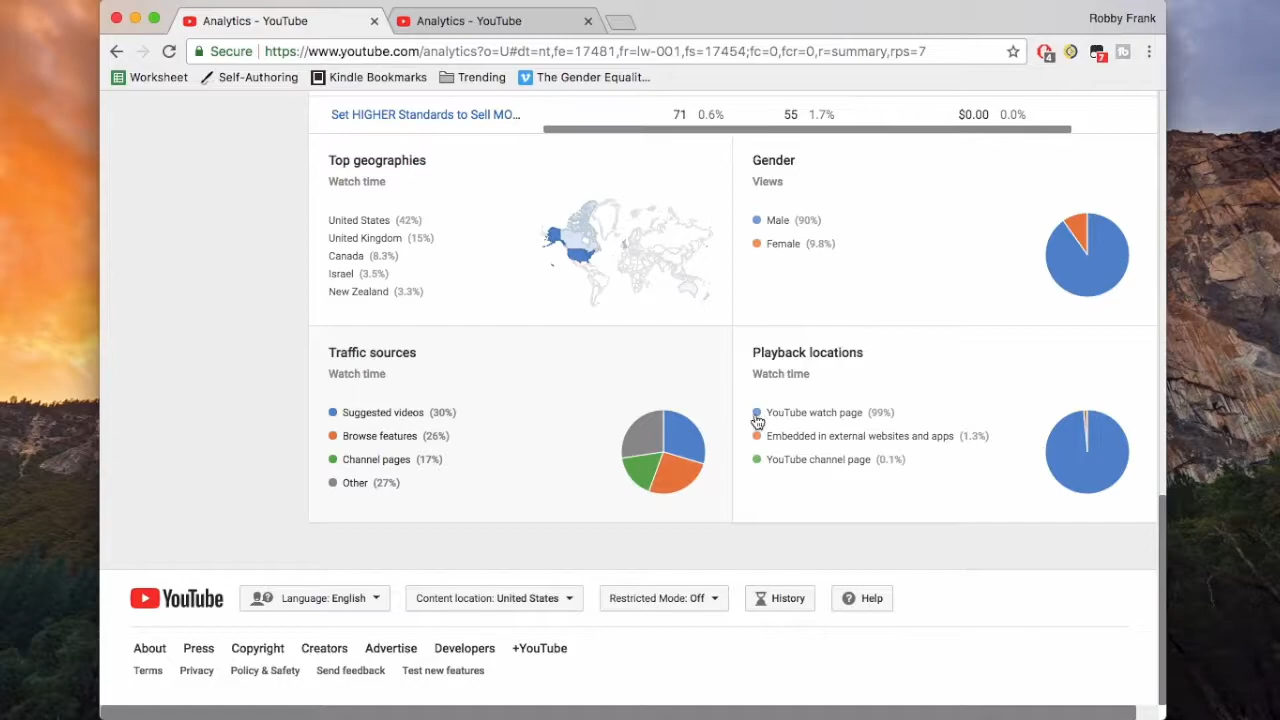 Analytics - YouTube
Analytics - YouTube
Robby Frank
Secure https://www.youtube.com/analytics?o=U#dt=nt,fe=17481,fr=lw-001,fs=17454;fc=0,fcr=0,r=summary,rps=7
4
7
Worksheet Self-Authoring Kindle Bookmarks Trending The Gender Equalit...
Set HIGHER Standards to Sell MO... 71 0.6% 55 1.7% $0.00 0.0%
Top geographies
Watch time
United States (42%)
United Kingdom (15%)
Canada (8.3%)
Israel (3.5%)
New Zealand (3.3%)
Gender
Views
Male (90%)
Female (9.8%)
Traffic sources
Watch time
Suggested videos (30%)
Browse features (26%)
Channel pages (17%)
Other (27%)
Playback locations
Watch time
YouTube watch page (99%)
Embedded in external websites and apps (1.3%)
YouTube channel page (0.1%)
YouTube Language: English Content location: United States Restricted Mode: Off History Help
About Press Copyright Creators Advertise Developers +YouTube
Terms Privacy Policy & Safety Send feedback Test new features